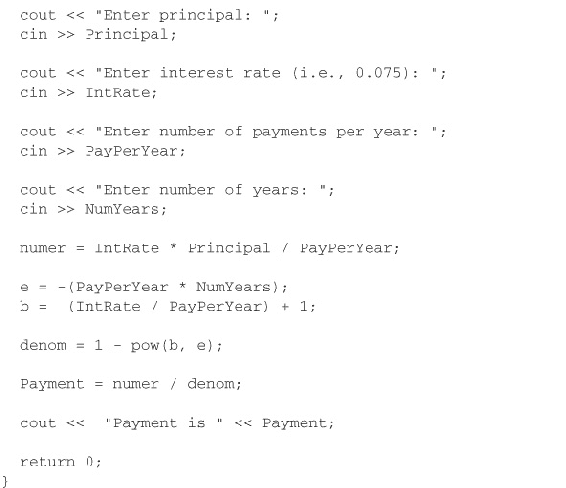 cout << "Enter principal: ";
cin >> Principal;
cout << "Enter interest rate (i.e., 0.075): ";
cin >> IntRate;
cout << "Enter number of payments per year: ";
cin >> PayPerYear;
cout << "Enter number of years: ";
cin >> NumYears;
numer = IntRate * Principal / PayPerYear;
e = -(PayPerYear * NumYears);
b =  (IntRate / PayPerYear) + 1;
denom = 1 - pow(b, e);
Payment = numer / denom;
cout <<  "Payment is " << Payment;
return 0;
}